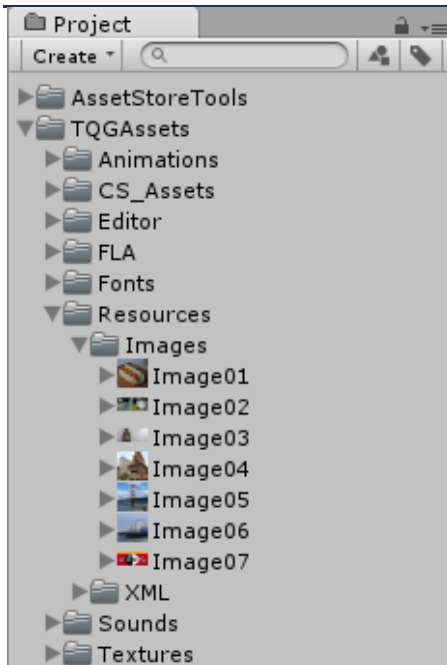 Project
Create
AssetStoreTools
TQGAssets
Animations
CS_Assets
Editor
FLA
Fonts
Resources
Images
Image01
Image02
Image03
Image04
Image05
Image06
Image07
XML
Sounds
Textures